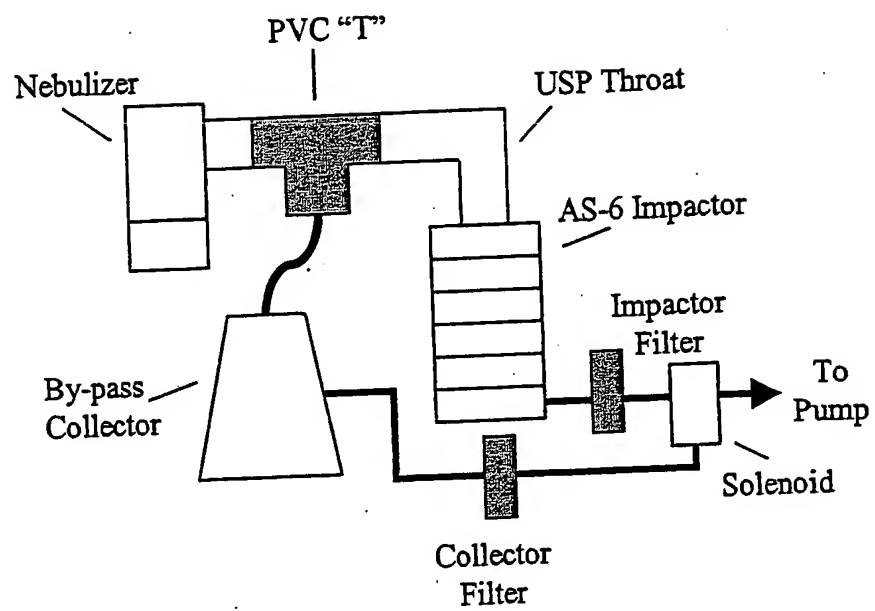 PVC “T”
Nebulizer
USP Throat
AS-6 Impactor
Impactor
Filter
By-pass
Collector
To
Pump
Solenoid
Collector
Filter